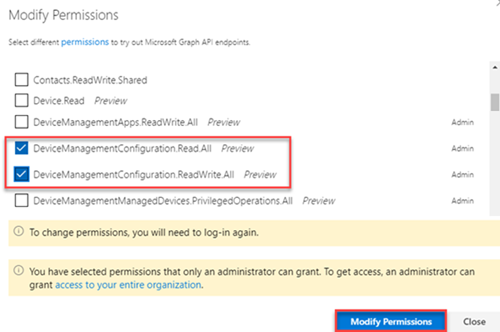 Modify Permissions
Select different permissions to try out Microsoft Graph API endpoints.
Contacts.ReadWrite.Shared
Device.Read Preview
DeviceManagementApps.ReadWrite.All Preview Admin
DeviceManagementConfiguration.Read.All Preview Admin
DeviceManagementConfiguration.ReadWrite.All Preview Admin
DeviceManagementManagedDevices.PrivilegedOperations.All Preview Admin
To change permissions, you will need to log-in again.
You have selected permissions that only an administrator can grant. To get access, an administrator can
grant access to your entire organization.
Modify Permissions Close